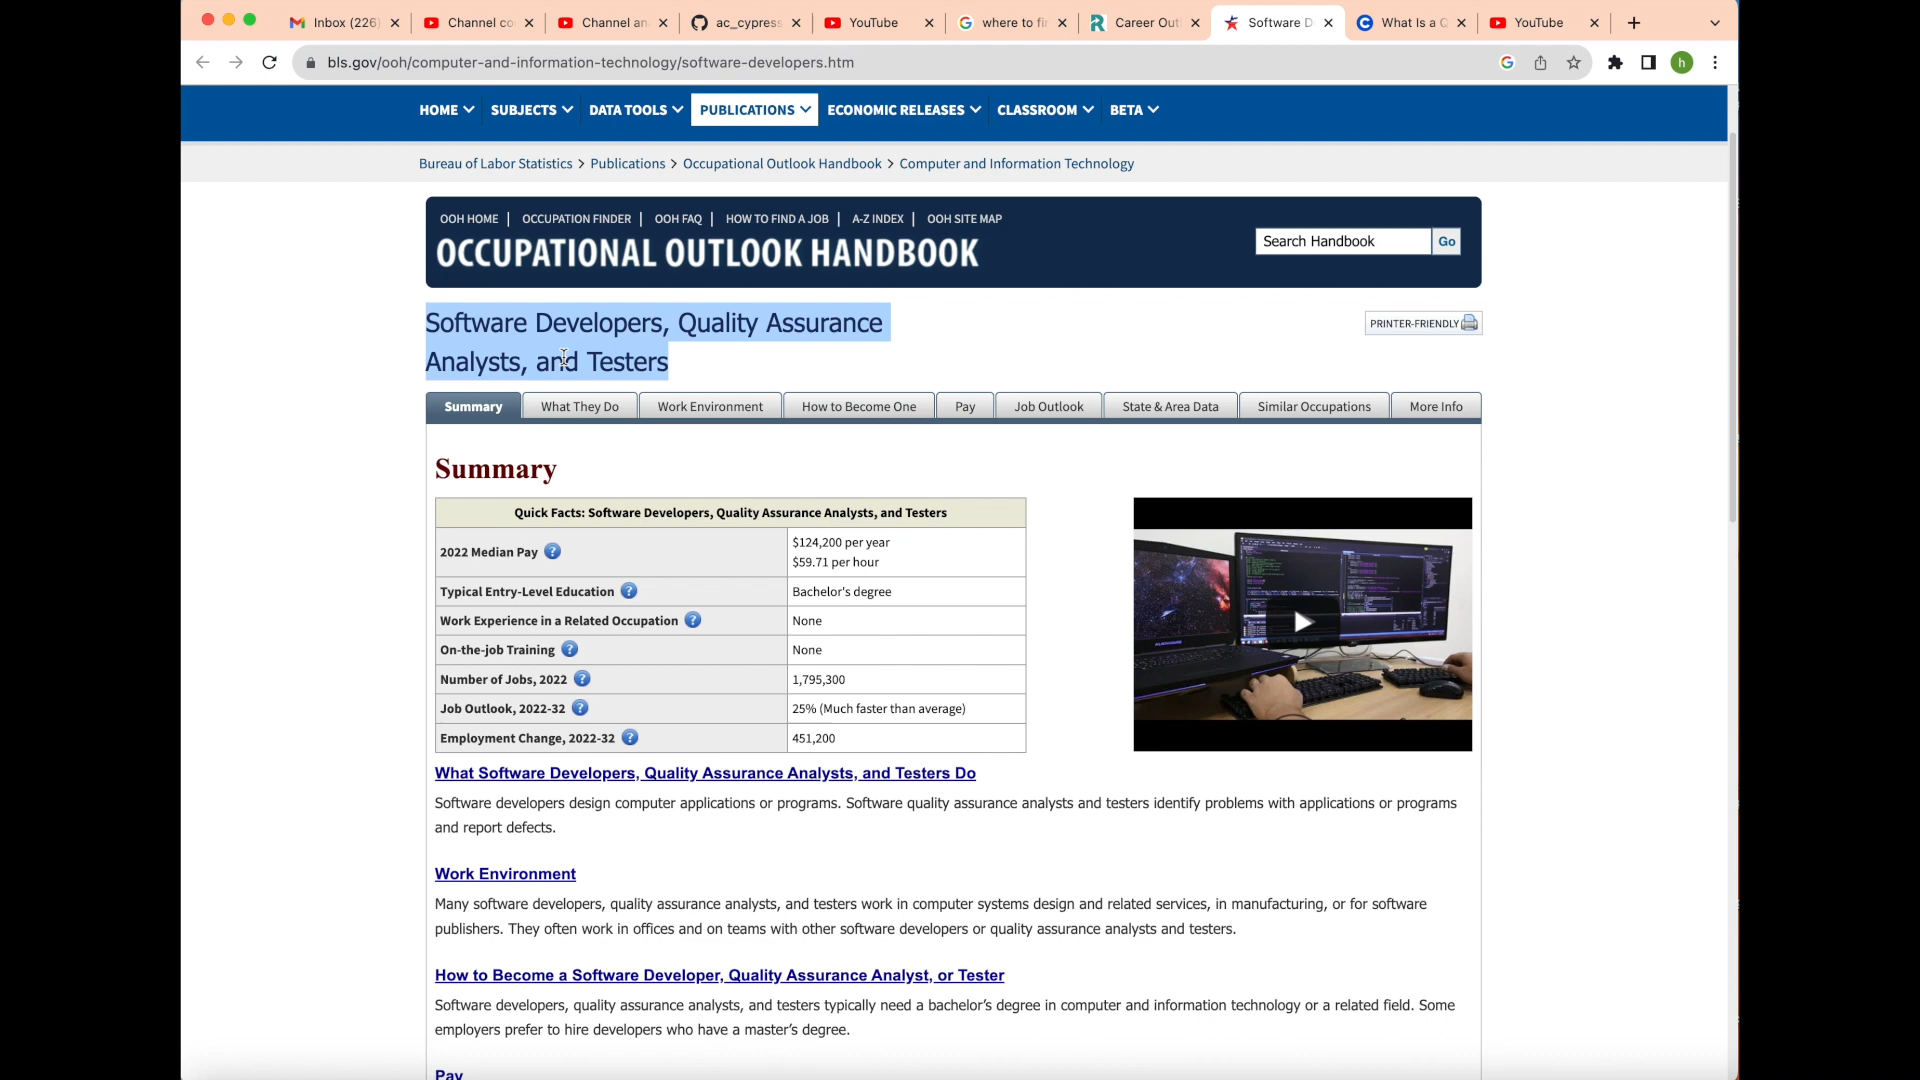 Inbox (226)
Channel co
Channel an
ac_cypress
YouTube
where to fi
Career Out
Software D
What Is a Q
YouTube
bls.gov/ooh/computer-and-information-technology/software-developers.htm
h
HOME SUBJECTS DATA TOOLS PUBLICATIONS ECONOMIC RELEASES CLASSROOM BETA
Bureau of Labor Statistics > Publications > Occupational Outlook Handbook > Computer and Information Technology
OOH HOME | OCCUPATION FINDER | OOH FAQ | HOW TO FIND A JOB | A-Z INDEX | OOH SITE MAP
OCCUPATIONAL OUTLOOK HANDBOOK
Search Handbook Go
Software Developers, Quality Assurance
Analysts, and Testers
PRINTER-FRIENDLY
Summary What They Do Work Environment How to Become One Pay Job Outlook State & Area Data Similar Occupations More Info
Summary
Quick Facts: Software Developers, Quality Assurance Analysts, and Testers
2022 Median Pay ? $124,200 per year
$59.71 per hour
Typical Entry-Level Education ? Bachelor's degree
Work Experience in a Related Occupation ? None
On-the-job Training ? None
Number of Jobs, 2022 ? 1,795,300
Job Outlook, 2022-32 ? 25% (Much faster than average)
Employment Change, 2022-32 ? 451,200
What Software Developers, Quality Assurance Analysts, and Testers Do
Software developers design computer applications or programs. Software quality assurance analysts and testers identify problems with applications or programs
and report defects.
Work Environment
Many software developers, quality assurance analysts, and testers work in computer systems design and related services, in manufacturing, or for software
publishers. They often work in offices and on teams with other software developers or quality assurance analysts and testers.
How to Become a Software Developer, Quality Assurance Analyst, or Tester
Software developers, quality assurance analysts, and testers typically need a bachelor's degree in computer and information technology or a related field. Some
employers prefer to hire developers who have a master's degree.
Pay